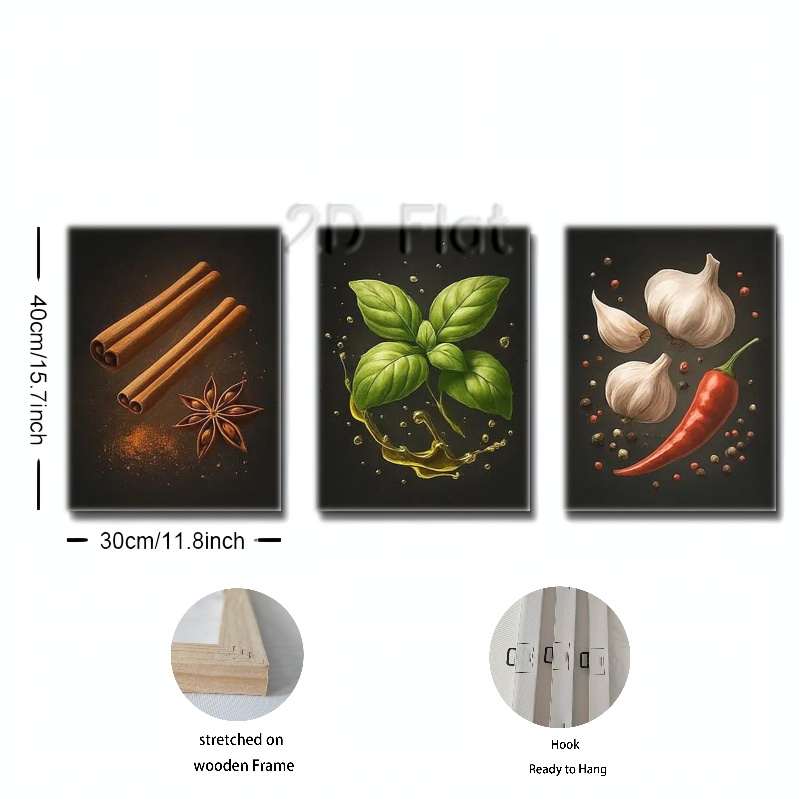 2D Flat
40cm/15.7inch
30cm/11.8inch
stretched on
wooden Frame
Hook
Ready to Hang